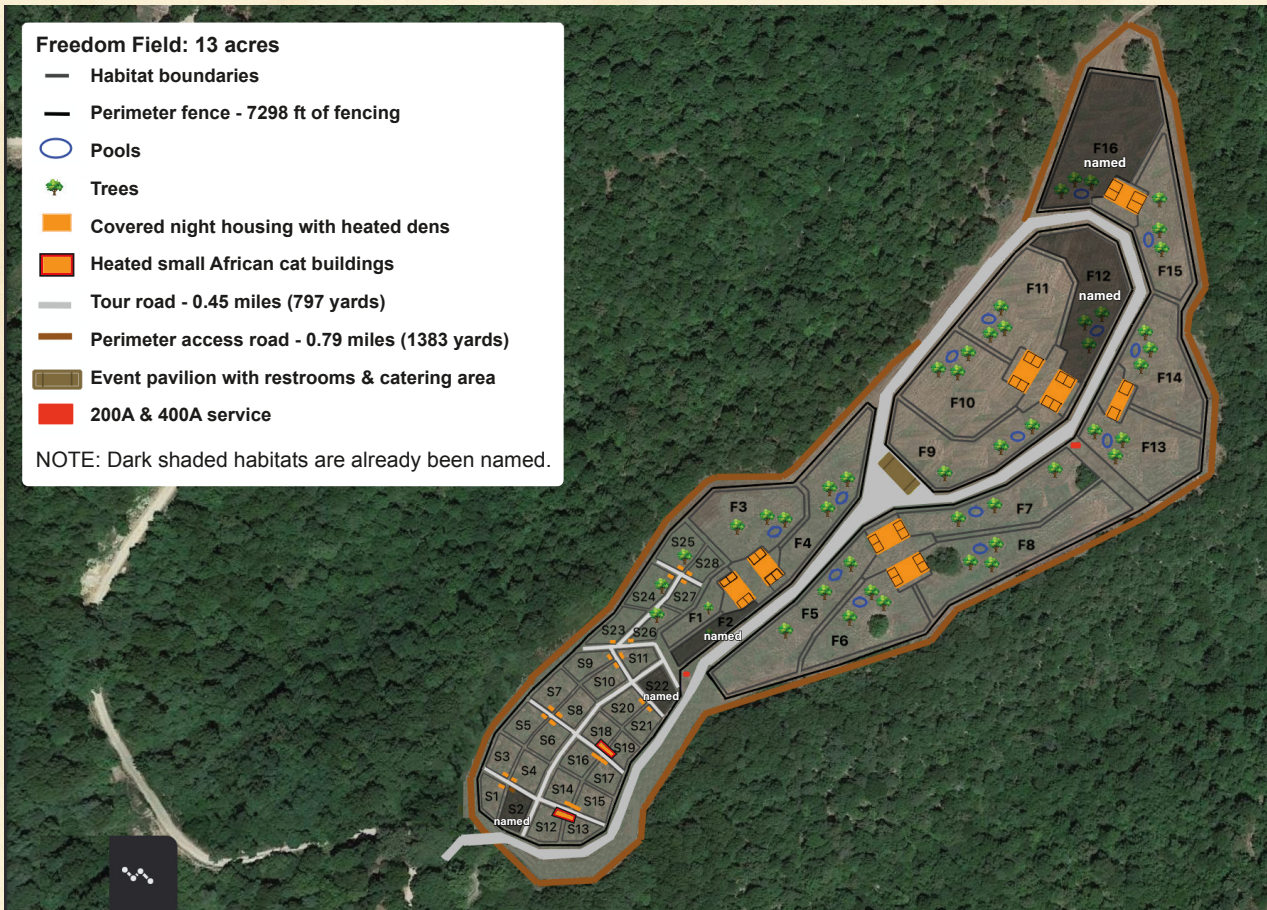 Freedom Field: 13 acres
Habitat boundaries
Perimeter fence - 7298 ft of fencing
Pools
Trees
Covered night housing with heated dens
Heated small African cat buildings
Tour road - 0.45 miles (797 yards)
Perimeter access road - 0.79 miles (1383 yards)
Event pavilion with restrooms & catering area
200A & 400A service
NOTE: Dark shaded habitats are already been named.
F16
named
F15
F12
named
F11
F14
F10
F13
F9
F7
F3
F4
F8
S25
S28
S24
S27
F1
F2
named
F5
F6
S23
S26
S9
S11
S10
S22
named
S7
S8
S20
S21
S5
S6
S18
S19
S3
S4
S16
S17
S1
S2
named
S14
S15
S12
S13